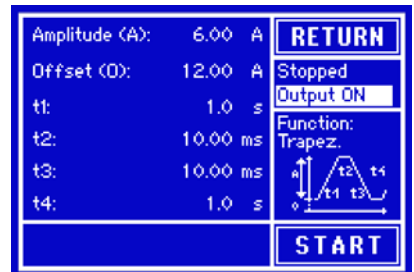 Amplitude (A): 6.00 A
Offset (O): 12.00 A
t1: 1.0 s
t2: 10.00 ms
t3: 10.00 ms
t4: 1.0 s
RETURN
Stopped
Output ON
Function:
Trapez.
A t2 t4
t1 t3
o
START